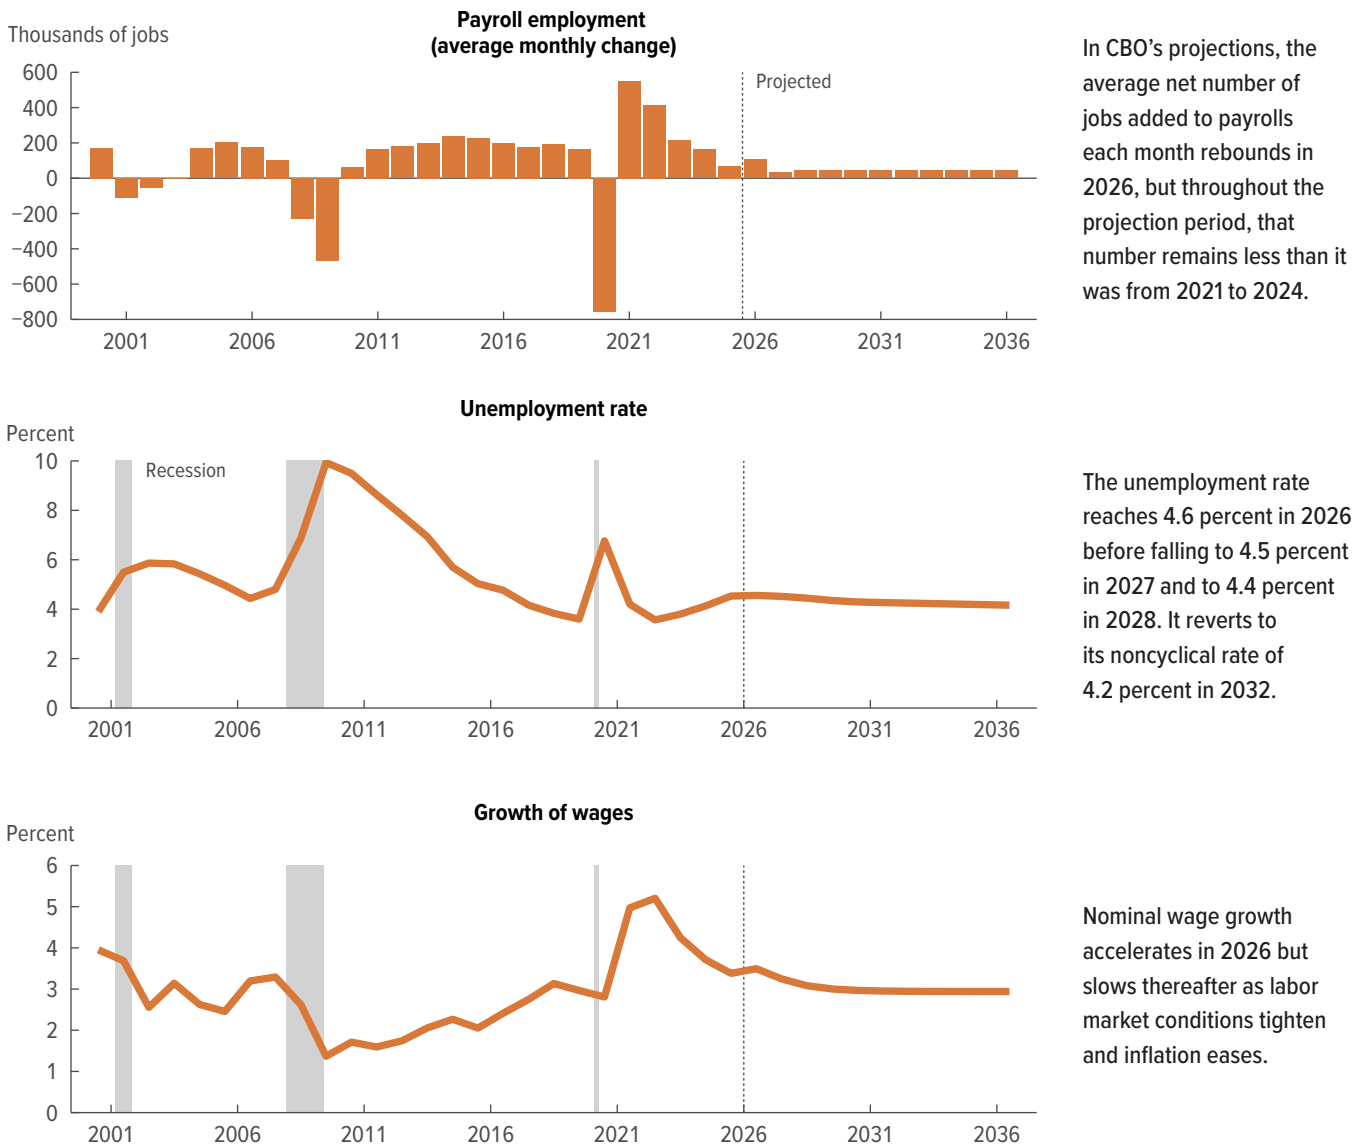 Payroll employment
(average monthly change)
Thousands of jobs
600
400
200
0
−200
−400
−600
−800
Projected
2001 2006 2011 2016 2021 2026 2031 2036
In CBO’s projections, the
average net number of
jobs added to payrolls
each month rebounds in
2026, but throughout the
projection period, that
number remains less than it
was from 2021 to 2024.
Unemployment rate
Percent
10
8
6
4
2
0
Recession
2001 2006 2011 2016 2021 2026 2031 2036
The unemployment rate
reaches 4.6 percent in 2026
before falling to 4.5 percent
in 2027 and to 4.4 percent
in 2028. It reverts to
its noncyclical rate of
4.2 percent in 2032.
Growth of wages
Percent
6
5
4
3
2
1
0
2001 2006 2011 2016 2021 2026 2031 2036
Nominal wage growth
accelerates in 2026 but
slows thereafter as labor
market conditions tighten
and inflation eases.